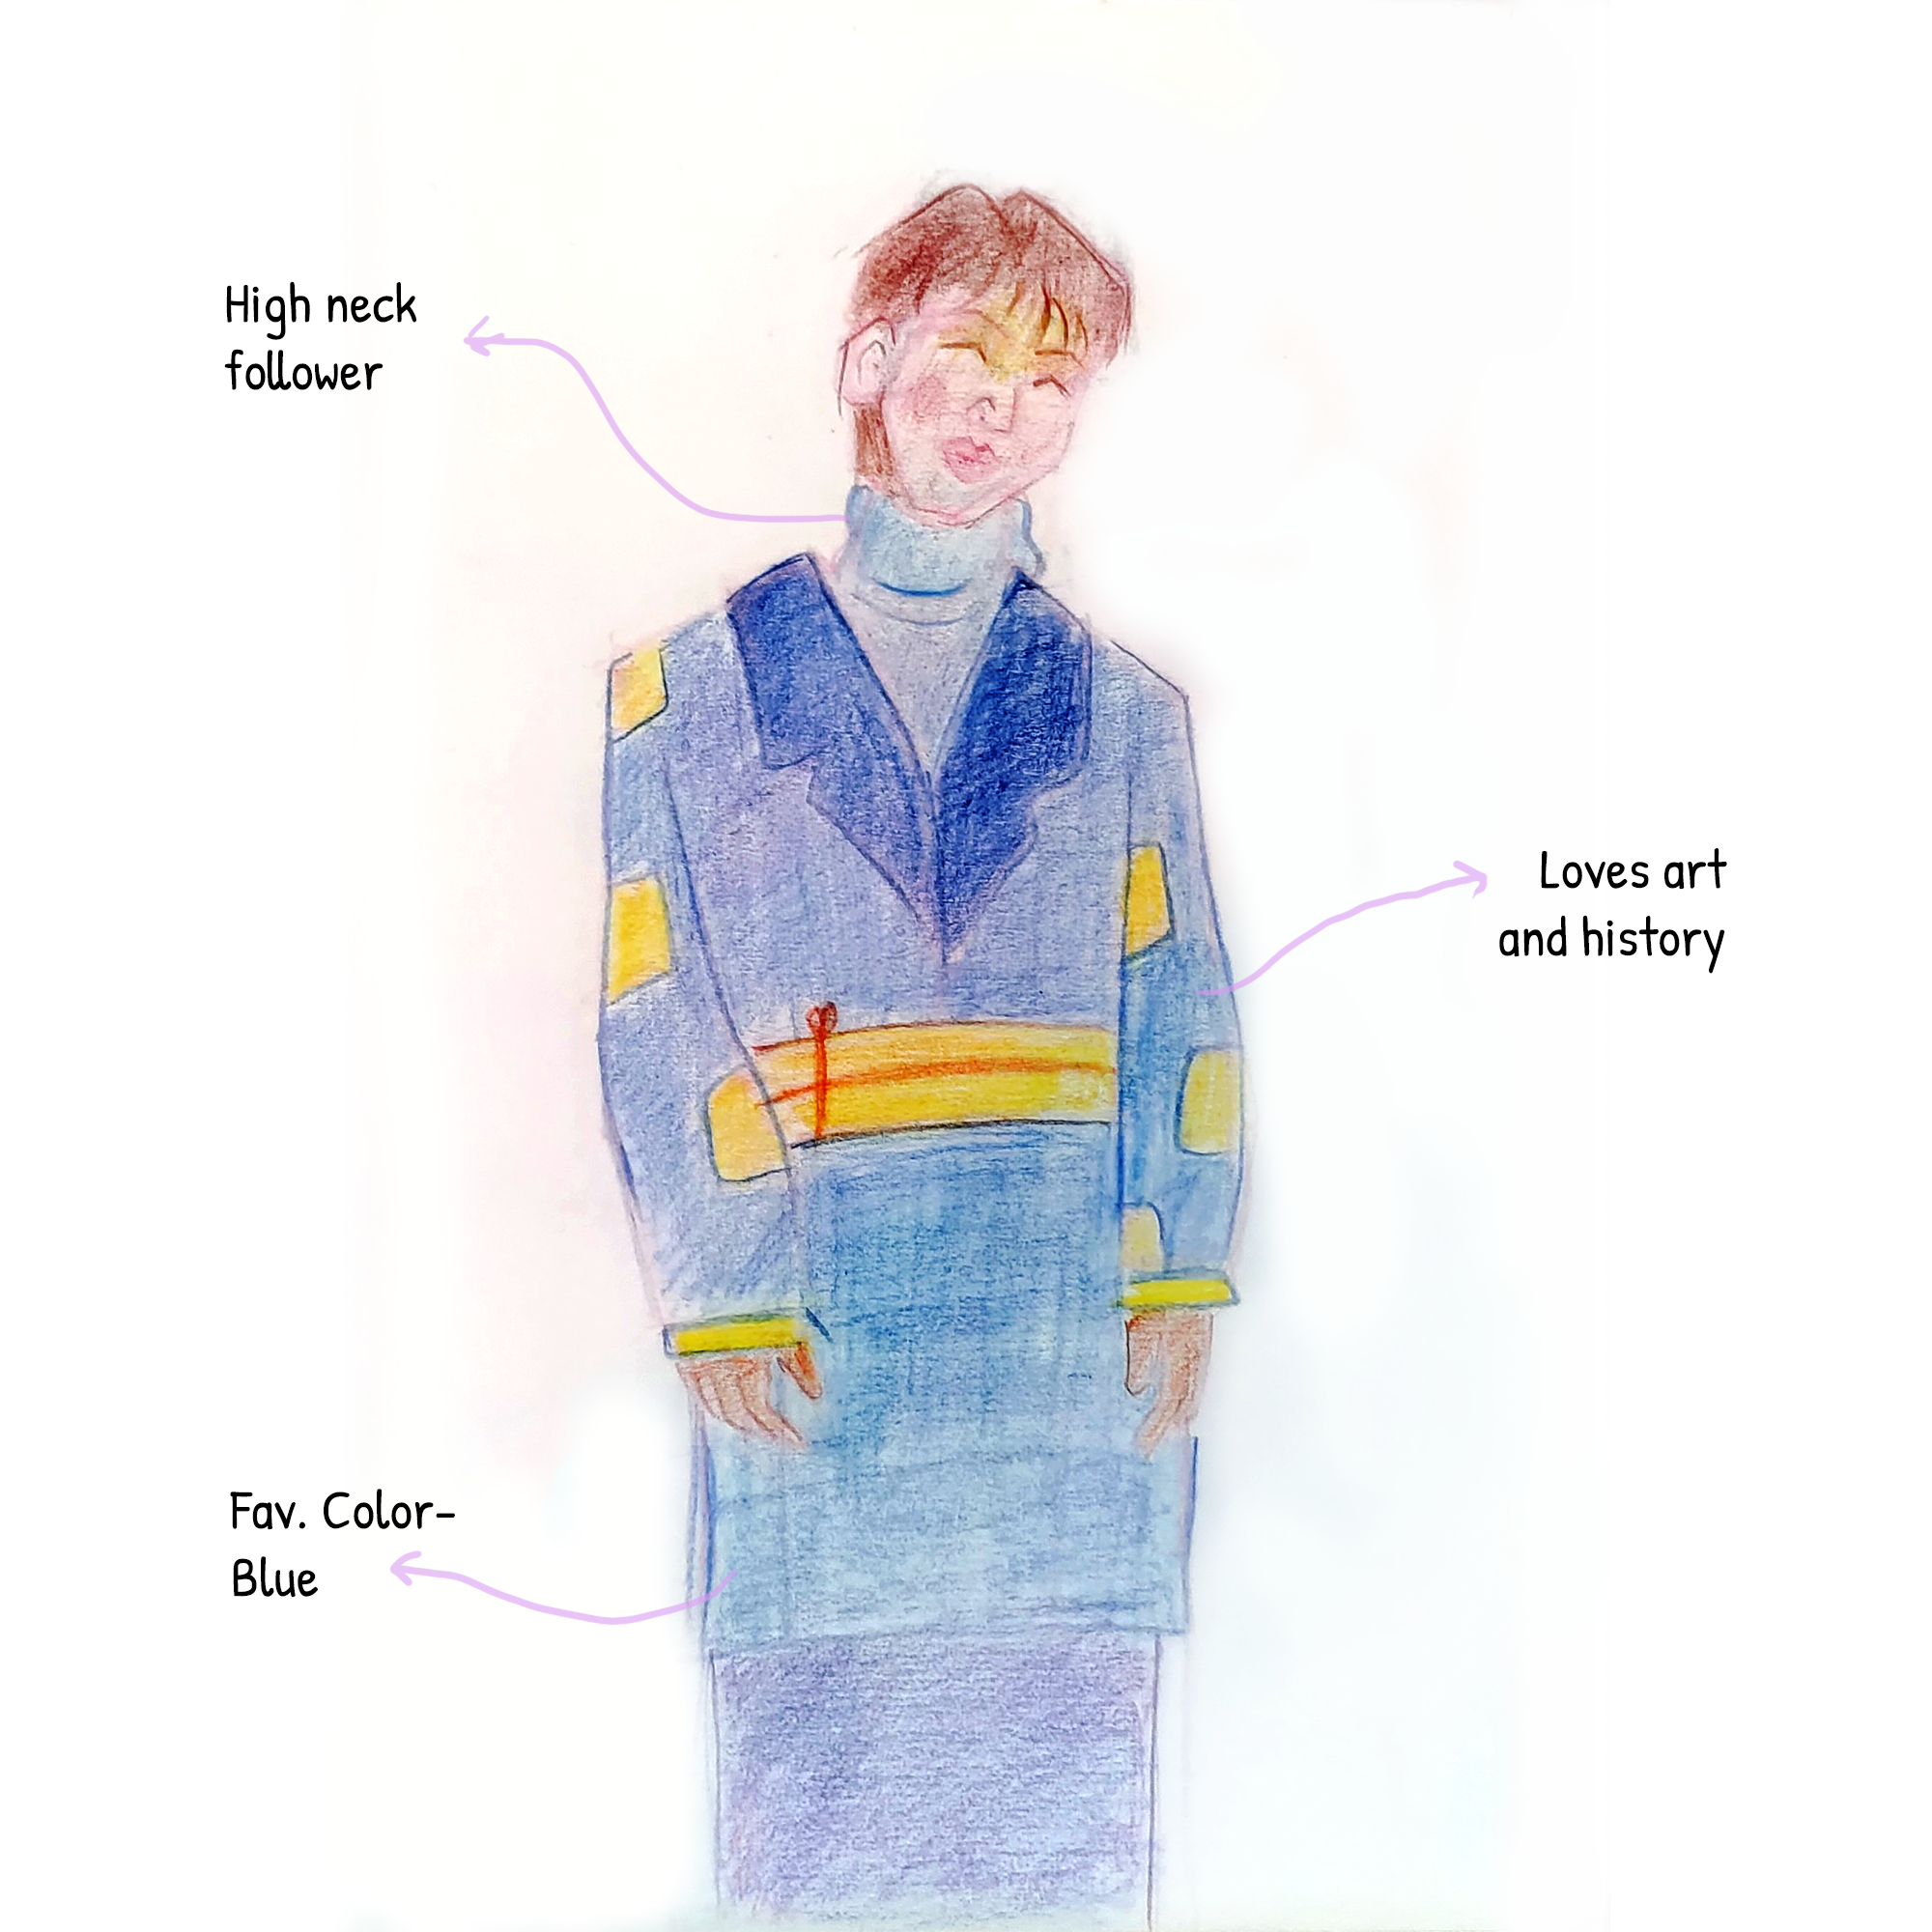 High neck
follower
Loves art
and history
Fav. Color-
Blue